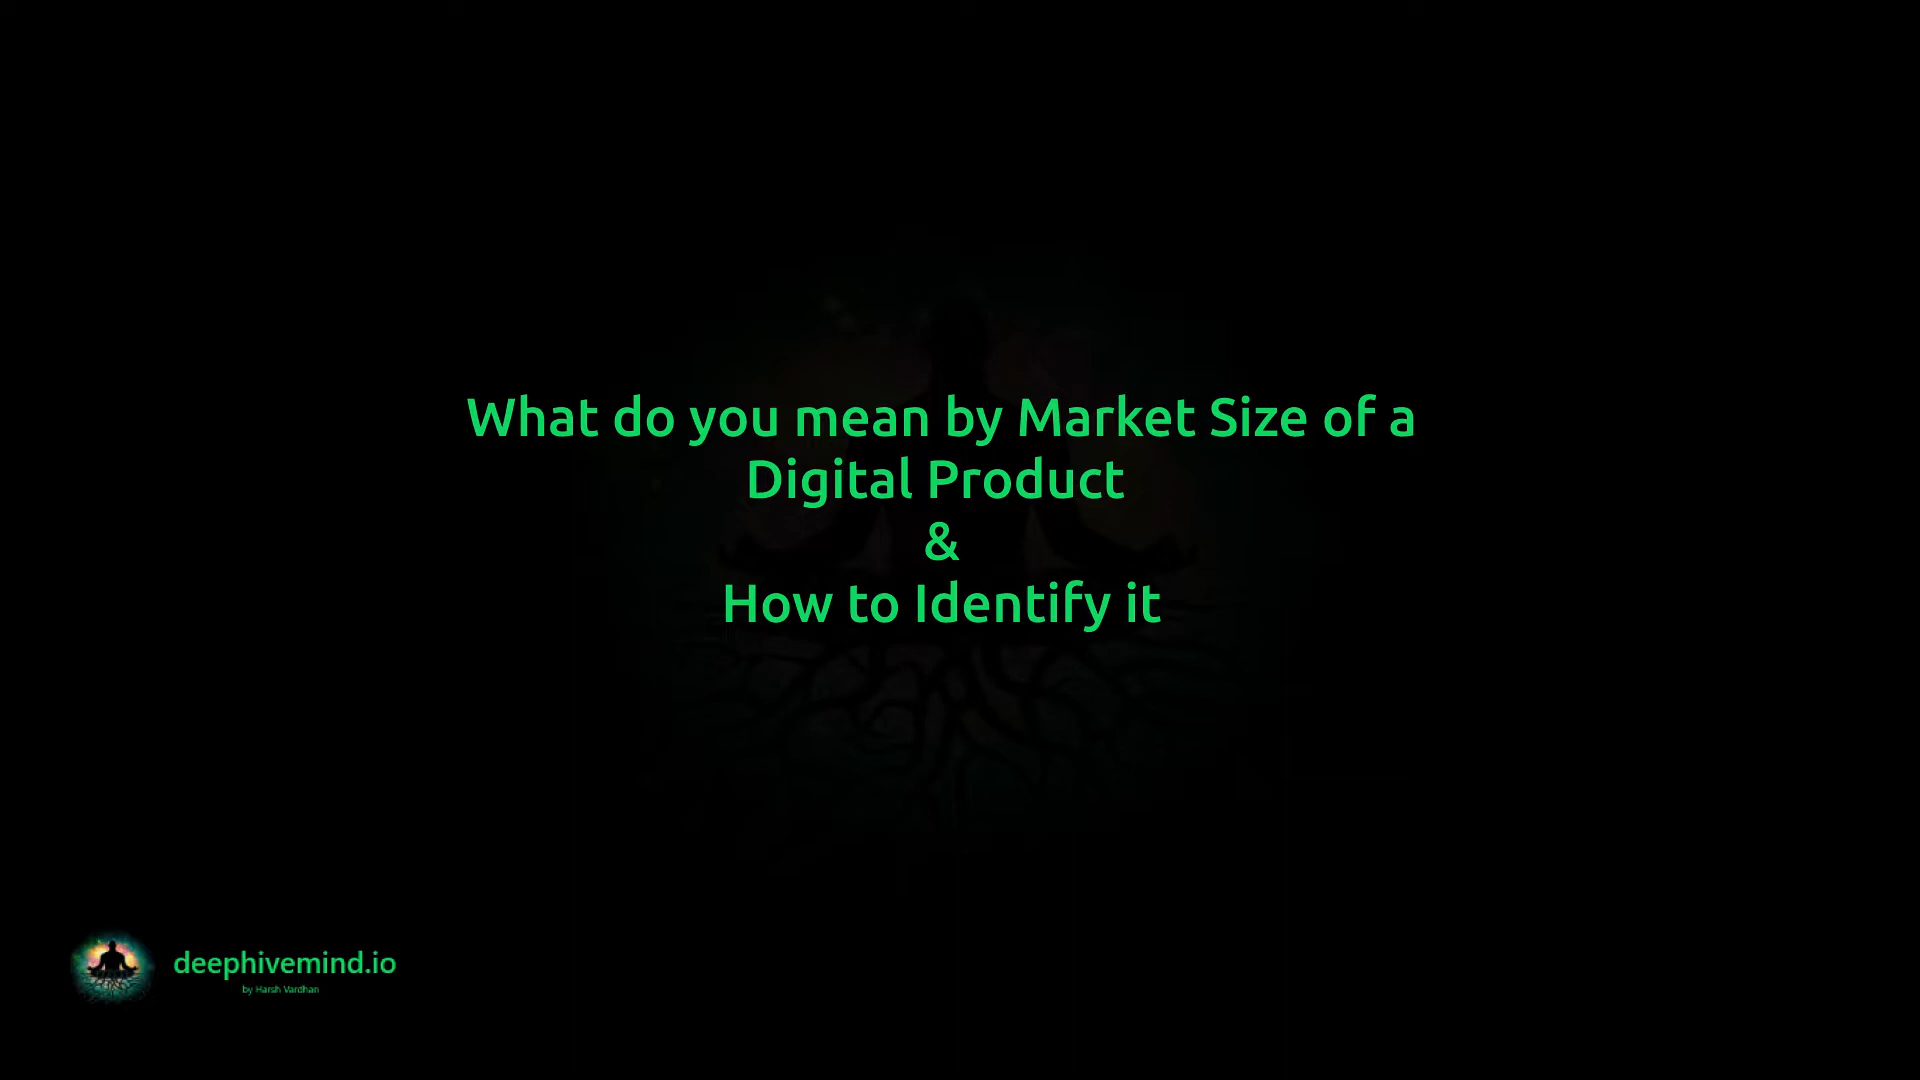 What do you mean by Market Size of a
Digital Product
&
How to Identify it
deephivemind.io
by Harsh Vardhan